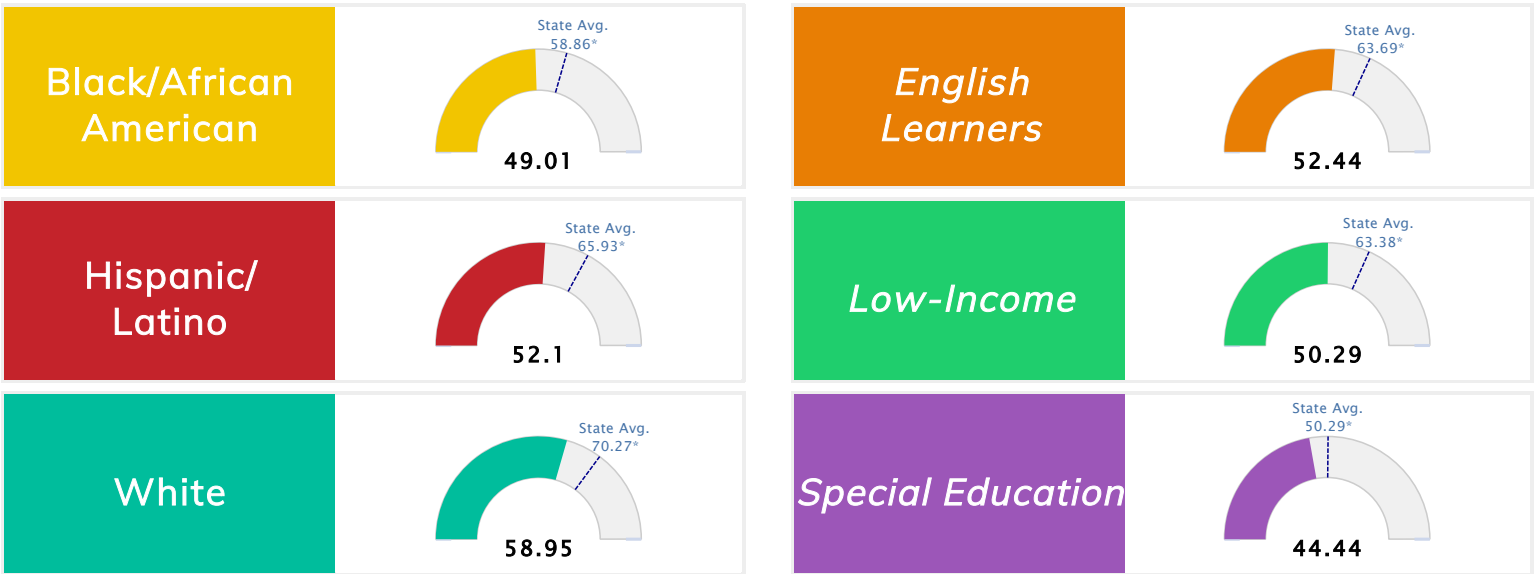 Black/African
American
State Avg.
58.86*
49.01
English
Learners
State Avg.
63.69*
52.44
Hispanic/
Latino
State Avg.
65.93*
52.1
Low-Income
State Avg.
63.38*
50.29
White
State Avg.
70.27*
58.95
Special Education
State Avg.
50.29*
44.44